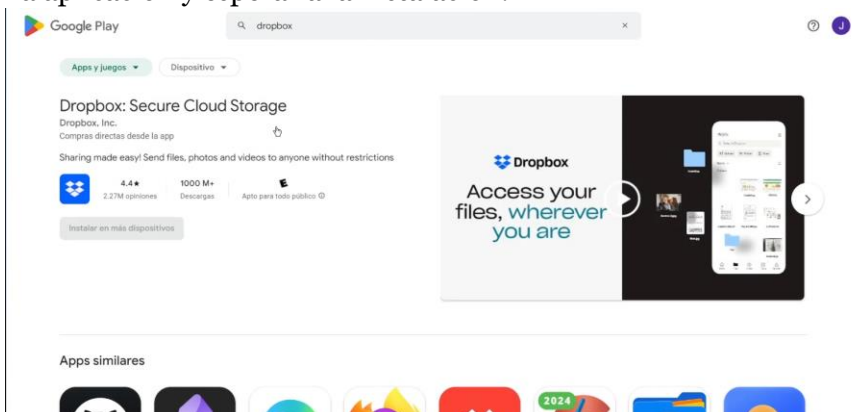 Google Play
dropbox
Apps y juegos
Dispositivo
Dropbox: Secure Cloud Storage
Dropbox, Inc.
Compras directas desde la app
Sharing made easy! Send files, photos and videos to anyone without restrictions
4.4★
2.27M opiniones
1000 M+
Descargas
E
Apto para todo público
Instalar en más dispositivos
Dropbox
Access your
files, wherever
you are
J
Apps similares
2024